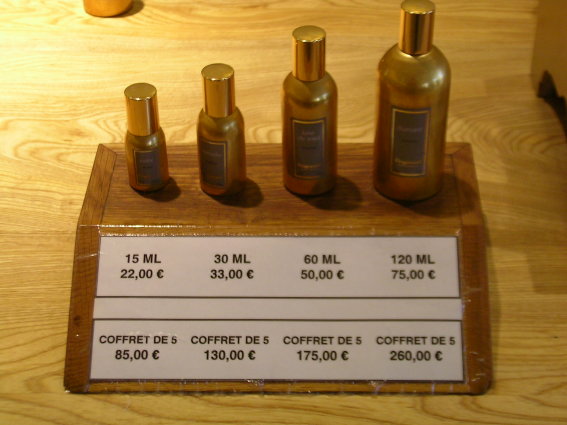 15 ML 30 ML 60 ML 120 ML
22,00 € 33,00 € 50,00 € 75,00 €
COFFRET DE 5 COFFRET DE 5 COFFRET DE 5 COFFRET DE 5
85,00 € 130,00 € 175,00 € 260,00 €